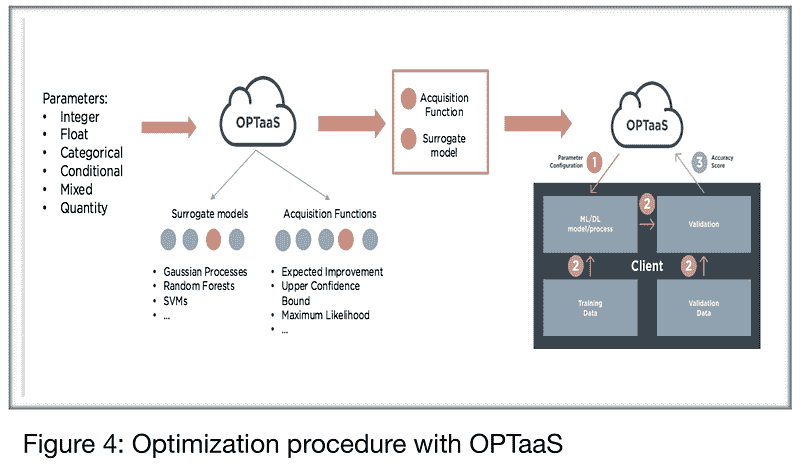 Parameters:
• Integer
• Float
• Categorical
• Conditional
• Mixed
• Quantity
OPTaaS
Surrogate models
• Gaussian Processes
• Random Forests
• SVMs
• ...
Acquisition Functions
• Expected Improvement
• Upper Confidence
Bound
• Maximum Likelihood
• ...
Acquisition
Function
Surrogate
model
OPTaaS
Parameter
Configuration
1
3
Accuracy
Score
ML/DL
model/process
2
Validation
2
Client
2
Training
Data
Validation
Data
Figure 4: Optimization procedure with OPTaaS